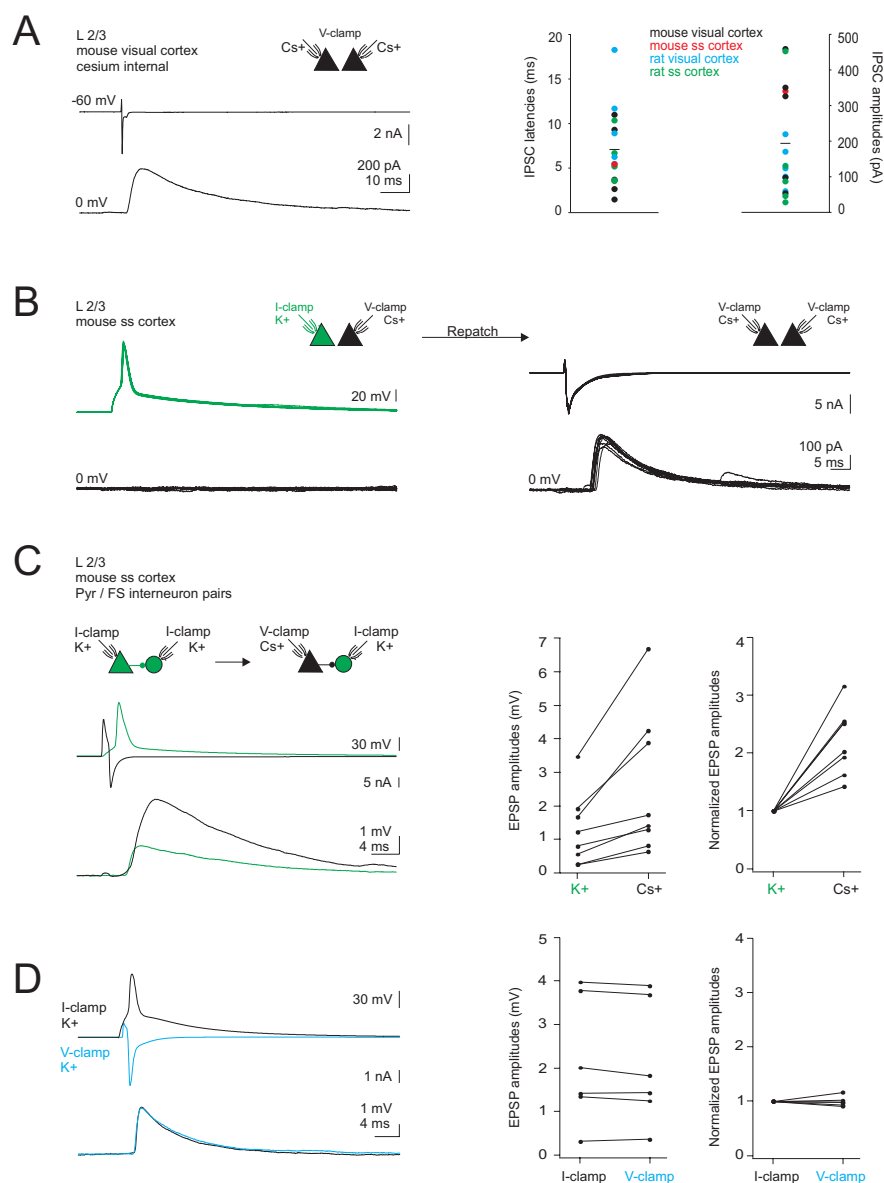 A
L 2/3
mouse visual cortex
cesium internal
V-clamp
Cs+ Cs+
-60 mV
2 nA
200 pA
10 ms
0 mV
IPSC latencies (ms)
20
15
10
5
0
mouse visual cortex
mouse ss cortex
rat visual cortex
rat ss cortex
500
400
300
200
100
0
IPSC amplitudes (pA)
B
L 2/3
mouse ss cortex
I-clamp V-clamp
K+ Cs+
Repatch
V-clamp V-clamp
Cs+ Cs+
20 mV
0 mV
5 nA
100 pA
5 ms
0 mV
C
L 2/3
mouse ss cortex
Pyr / FS interneuron pairs
I-clamp I-clamp
K+ K+
V-clamp I-clamp
Cs+ K+
30 mV
5 nA
1 mV
4 ms
EPSP amplitudes (mV)
7
6
5
4
3
2
1
0
K+ Cs+
Normalized EPSP amplitudes
4
3
2
1
0
K+ Cs+
D
I-clamp
K+
V-clamp
K+
30 mV
1 nA
1 mV
4 ms
EPSP amplitudes (mV)
5
4
3
2
1
0
I-clamp V-clamp
Normalized EPSP amplitudes
4
3
2
1
0
I-clamp V-clamp